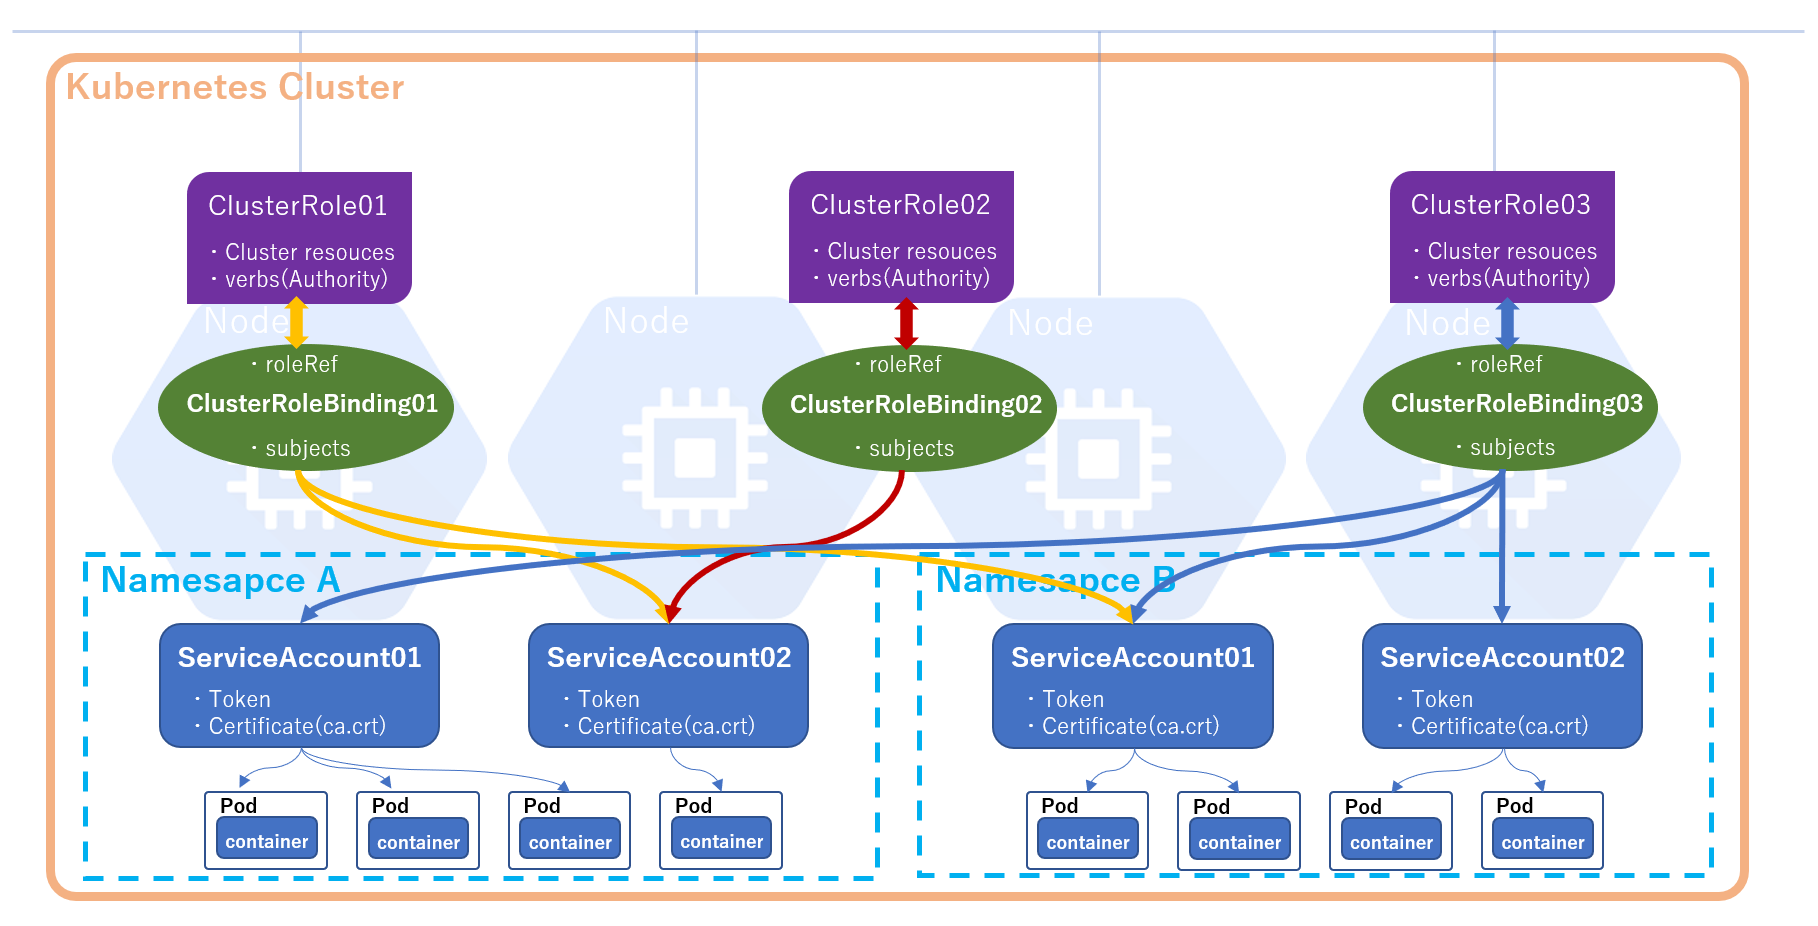 Kubernetes Cluster
ClusterRole01
・Cluster resouces
・verbs(Authority)
ClusterRole02
・Cluster resouces
・verbs(Authority)
ClusterRole03
・Cluster resouces
・verbs(Authority)
Node
Node
Node
Node
・roleRef
ClusterRoleBinding01
・subjects
・roleRef
ClusterRoleBinding02
・subjects
・roleRef
ClusterRoleBinding03
・subjects
Namesapce A
Namesapce B
ServiceAccount01
・Token
・Certificate(ca.crt)
ServiceAccount02
・Token
・Certificate(ca.crt)
ServiceAccount01
・Token
・Certificate(ca.crt)
ServiceAccount02
・Token
・Certificate(ca.crt)
Pod
container
Pod
container
Pod
container
Pod
container
Pod
container
Pod
container
Pod
container
Pod
container